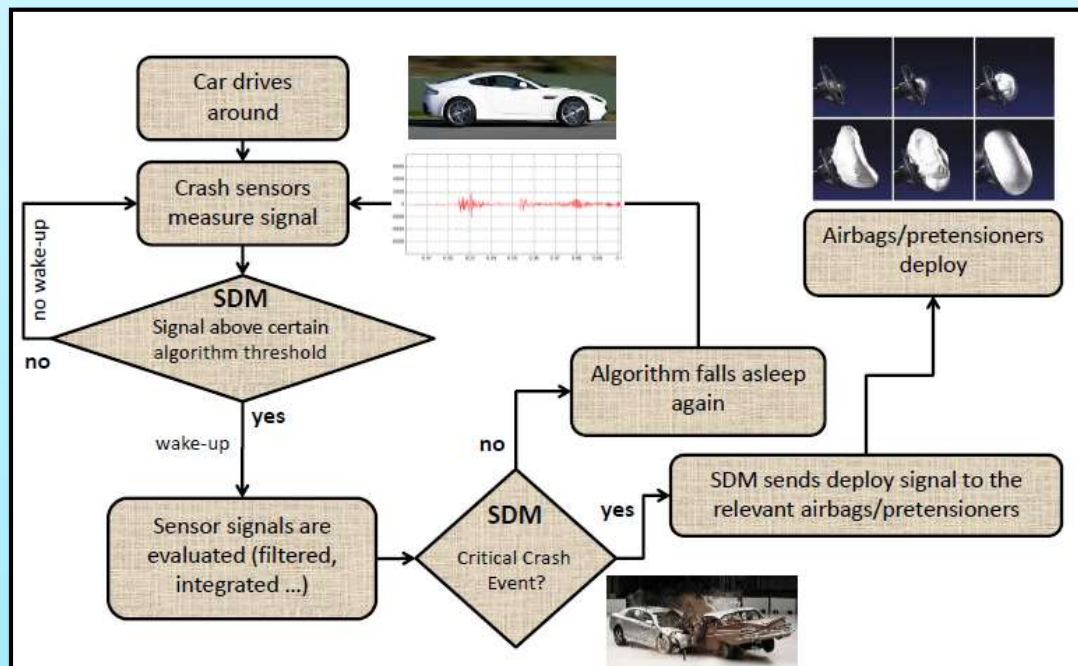 Car drives
around
Crash sensors
measure signal
no wake-up
SDM
Signal above certain
algorithm threshold
no
yes
wake-up
Sensor signals are
evaluated (filtered,
integrated ...)
SDM
Critical Crash
Event?
no
yes
Algorithm falls asleep
again
SDM sends deploy signal to the
relevant airbags/pretensioners
Airbags/pretensioners
deploy